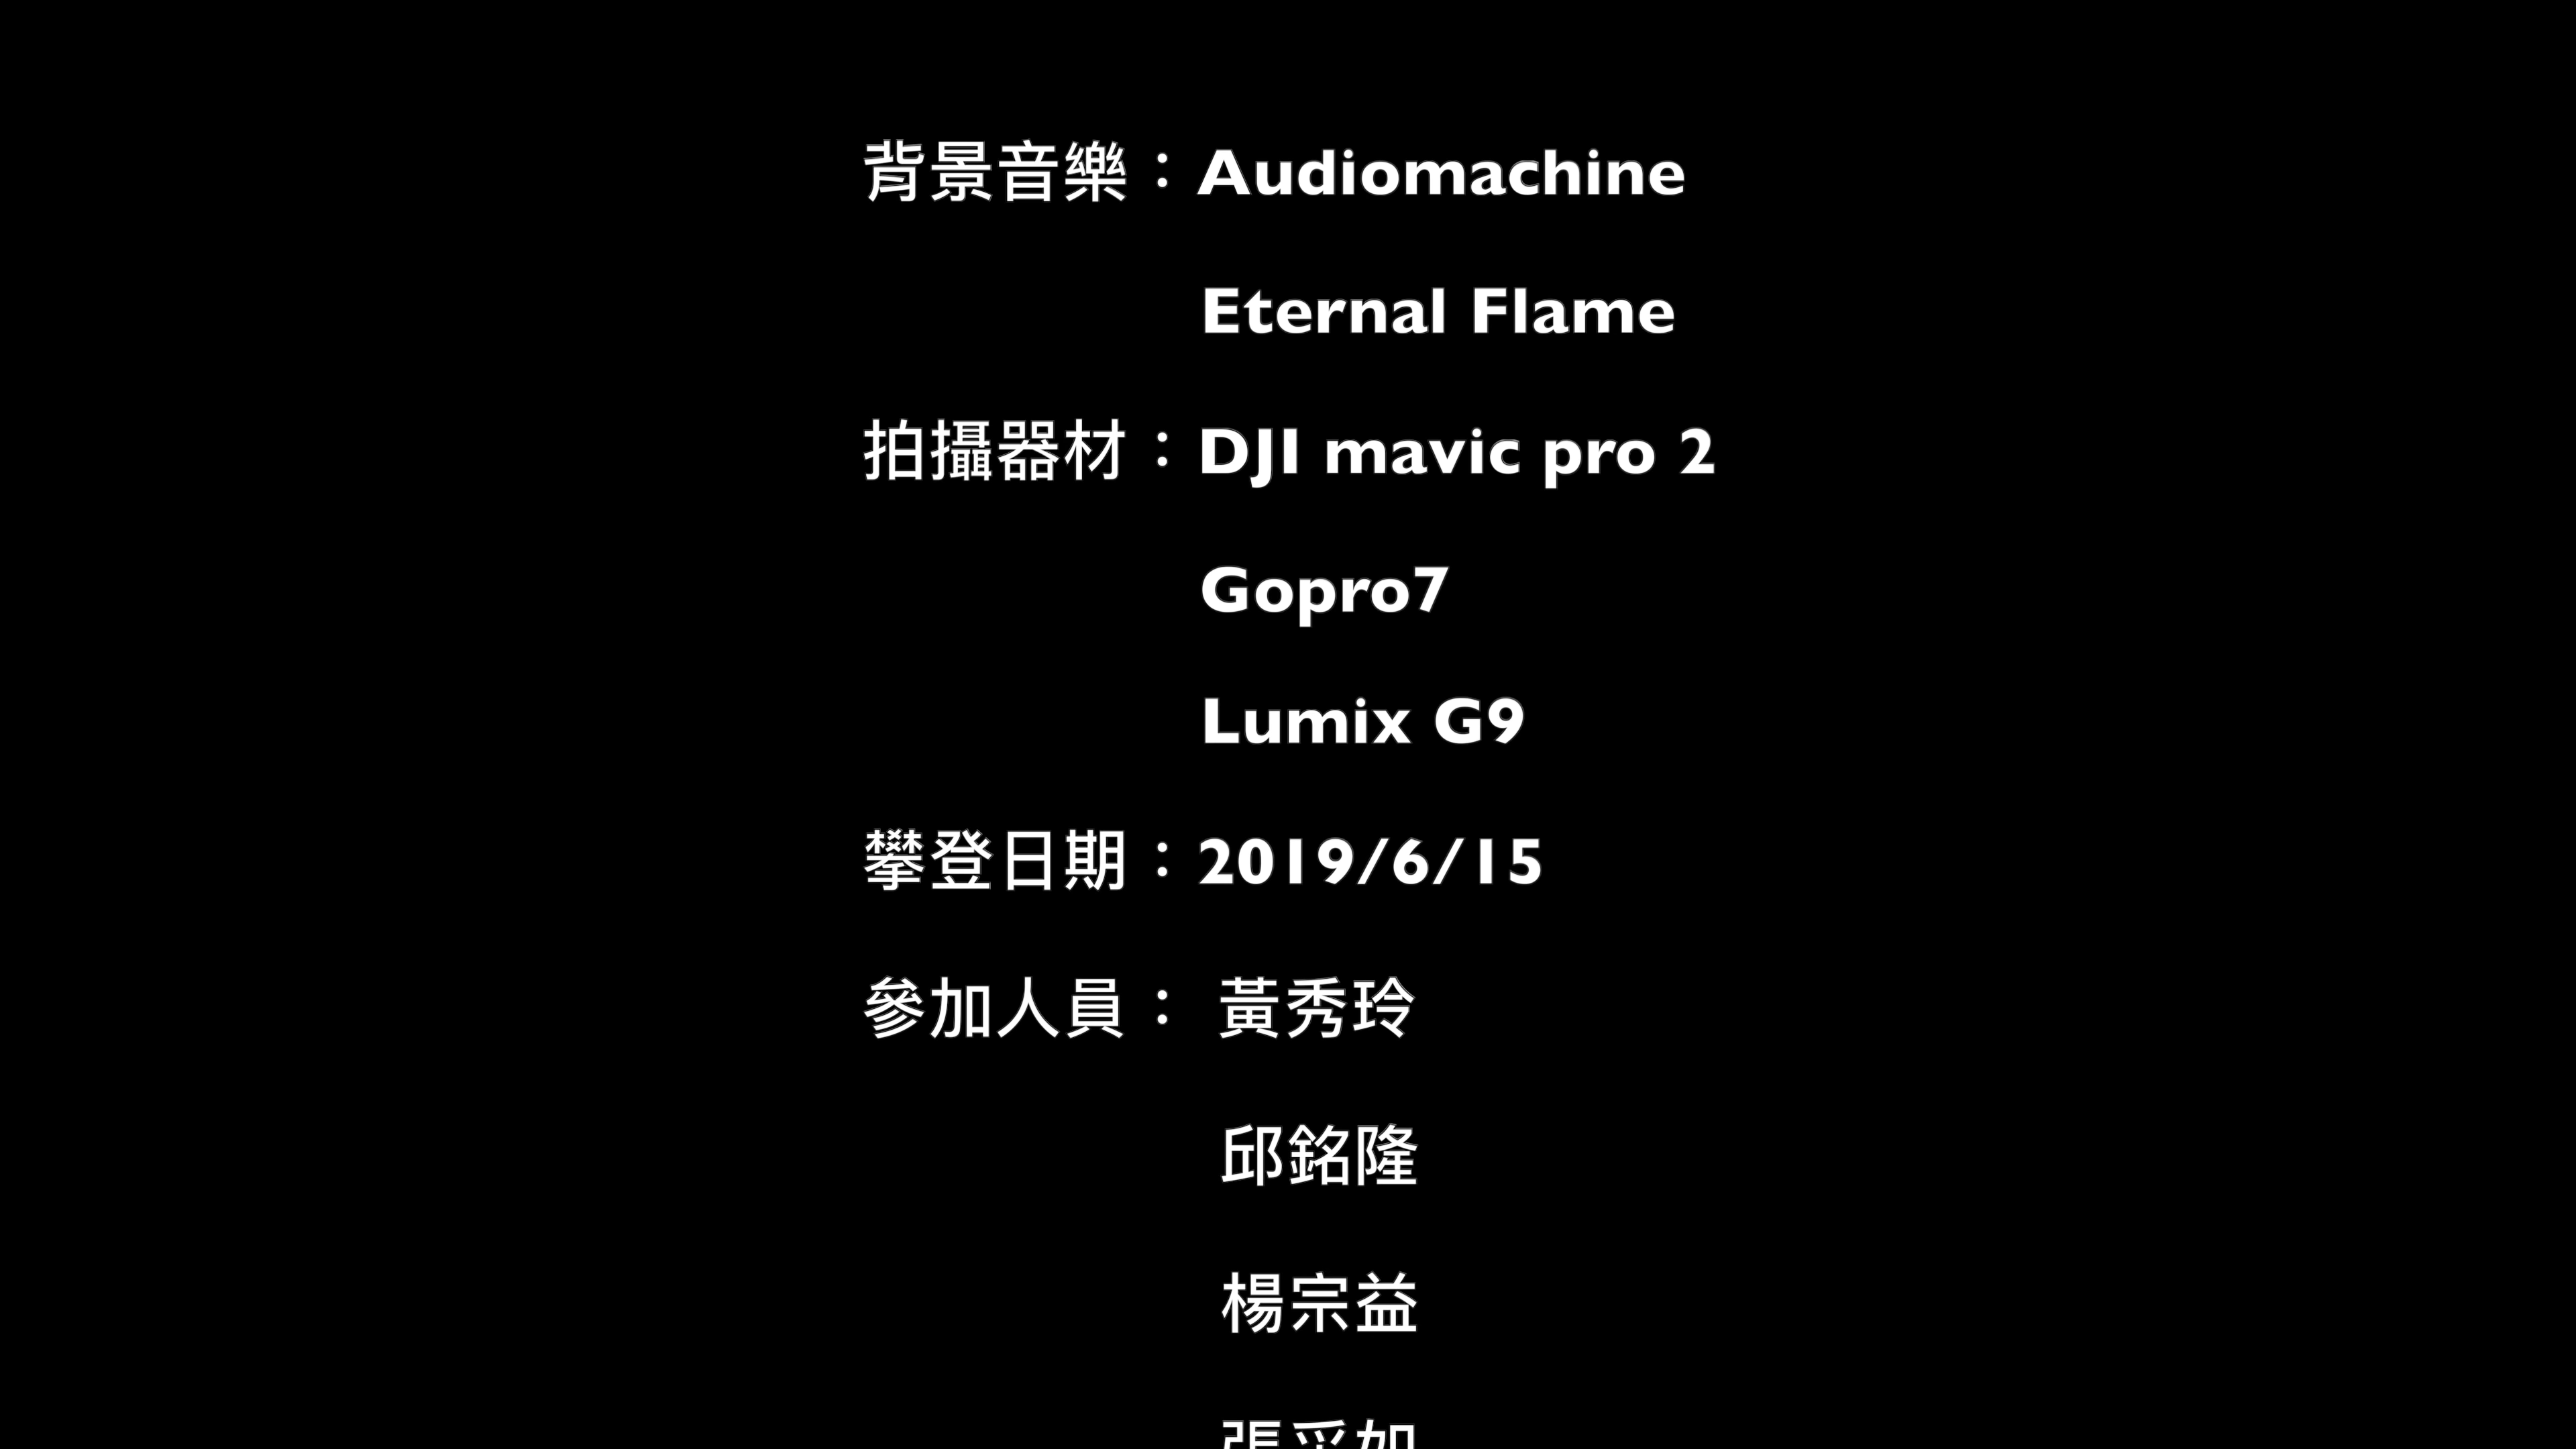 背景音樂：Audiomachine
Eternal Flame
拍攝器材：DJI mavic pro 2
Gopro7
Lumix G9
攀登日期：2019/6/15
參加人員： 黃秀玲
邱銘隆
楊宗益